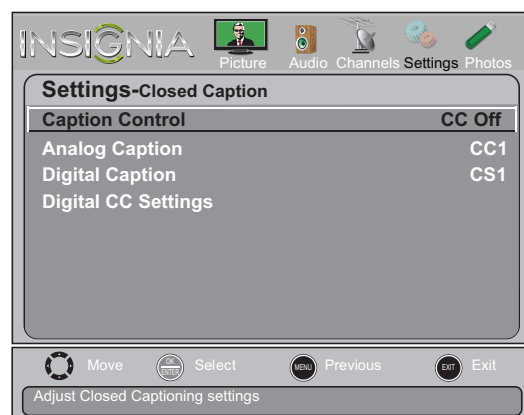 INSIGNIA
Picture Audio Channels Settings Photos
Settings-Closed Caption
Caption Control CC Off
Analog Caption CC1
Digital Caption CS1
Digital CC Settings
Move OK ENTER Select MENU Previous EXIT Exit
Adjust Closed Captioning settings